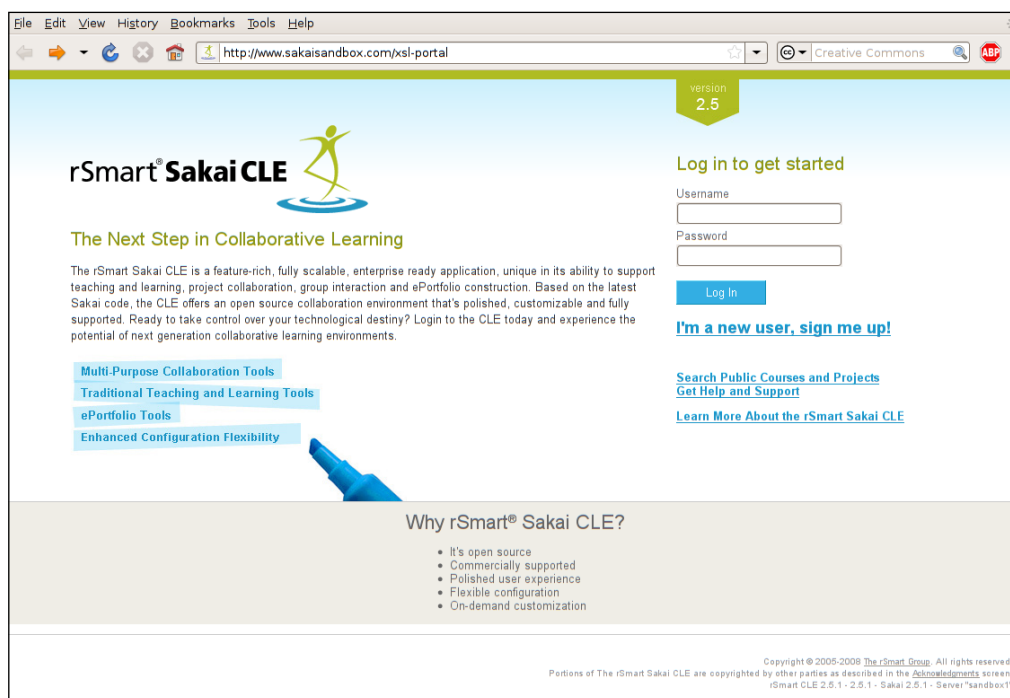 File Edit View History Bookmarks Tools Help
http://www.sakaisandbox.com/xsl-portal
Creative Commons
ABP
version
2.5
rSmart® Sakai CLE
The Next Step in Collaborative Learning
The rSmart Sakai CLE is a feature-rich, fully scalable, enterprise ready application, unique in its ability to support
teaching and learning, project collaboration, group interaction and ePortfolio construction. Based on the latest
Sakai code, the CLE offers an open source collaboration environment that's polished, customizable and fully
supported. Ready to take control over your technological destiny? Login to the CLE today and experience the
potential of next generation collaborative learning environments.
Multi-Purpose Collaboration Tools
Traditional Teaching and Learning Tools
ePortfolio Tools
Enhanced Configuration Flexibility
Log in to get started
Username
Password
Log In
I'm a new user, sign me up!
Search Public Courses and Projects
Get Help and Support
Learn More About the rSmart Sakai CLE
Why rSmart® Sakai CLE?
• It's open source
• Commercially supported
• Polished user experience
• Flexible configuration
• On-demand customization
Copyright © 2005-2008 The rSmart Group. All rights reserved
Portions of The rSmart Sakai CLE are copyrighted by other parties as described in the Acknowledgments screen
rSmart CLE 2.5.1 - 2.5.1 - Sakai 2.5.1 - Server "sandbox1"